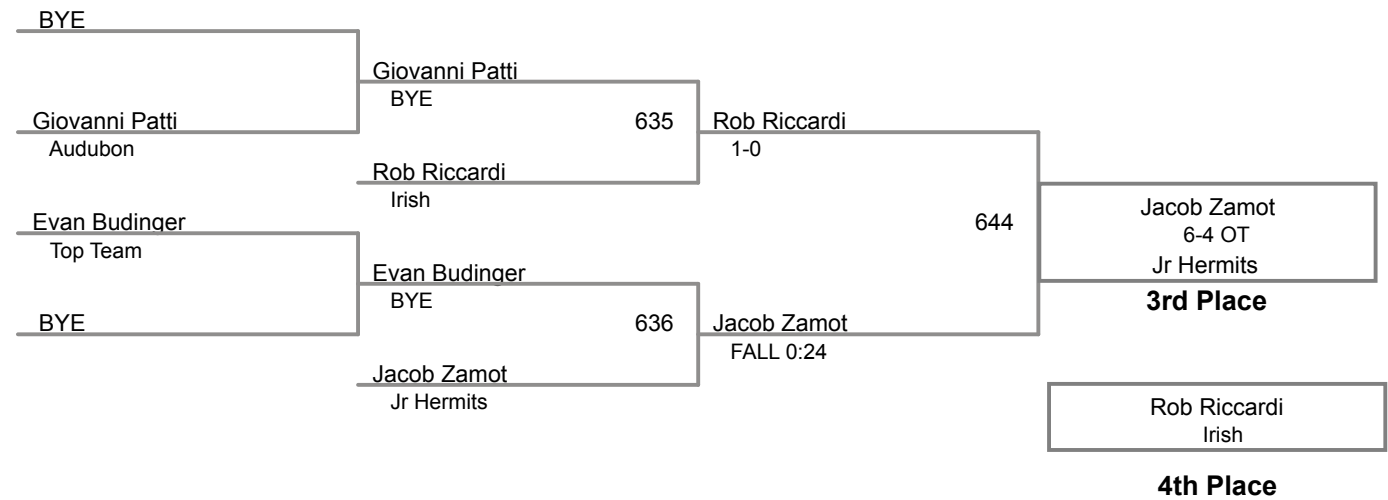 BYE
Giovanni Patti
BYE
Giovanni Patti
Audubon
635
Rob Riccardi
1-0
Rob Riccardi
Irish
Evan Budinger
Top Team
644
Jacob Zamot
6-4 OT
Jr Hermits
3rd Place
Evan Budinger
BYE
BYE
636
Jacob Zamot
FALL 0:24
Jacob Zamot
Jr Hermits
Rob Riccardi
Irish
4th Place